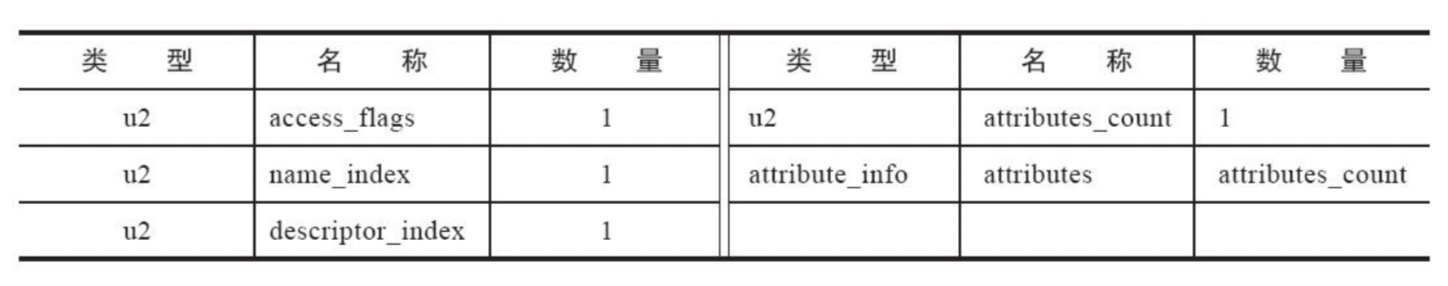 类 型 名 称 数 量 类 型 名 称 数 量
u2 access_flags 1 u2 attributes_count 1
u2 name_index 1 attribute_info attributes attributes_count
u2 descriptor_index 1